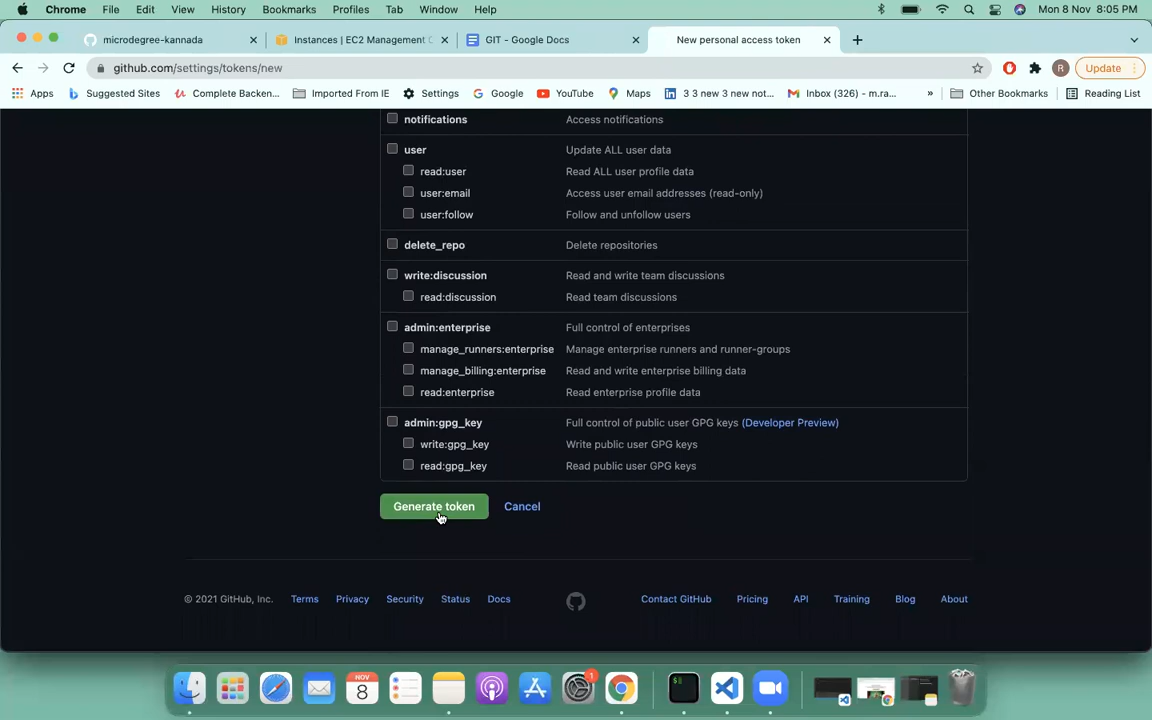 Chrome File Edit View History Bookmarks Profiles Tab Window Help Mon 8 Nov 8:05 PM
microdegree-kannada Instances | EC2 Management C GIT - Google Docs New personal access token
github.com/settings/tokens/new R Update
Apps Suggested Sites Complete Backen... Imported From IE Settings Google YouTube Maps 3 3 new 3 new not... Inbox (326) - m.ra... » Other Bookmarks Reading List
notifications Access notifications
user Update ALL user data
read:user Read ALL user profile data
user:email Access user email addresses (read-only)
user:follow Follow and unfollow users
delete_repo Delete repositories
write:discussion Read and write team discussions
read:discussion Read team discussions
admin:enterprise Full control of enterprises
manage_runners:enterprise Manage enterprise runners and runner-groups
manage_billing:enterprise Read and write enterprise billing data
read:enterprise Read enterprise profile data
admin:gpg_key Full control of public user GPG keys (Developer Preview)
write:gpg_key Write public user GPG keys
read:gpg_key Read public user GPG keys
Generate token Cancel
© 2021 GitHub, Inc. Terms Privacy Security Status Docs Contact GitHub Pricing API Training Blog About
NOV
8 1